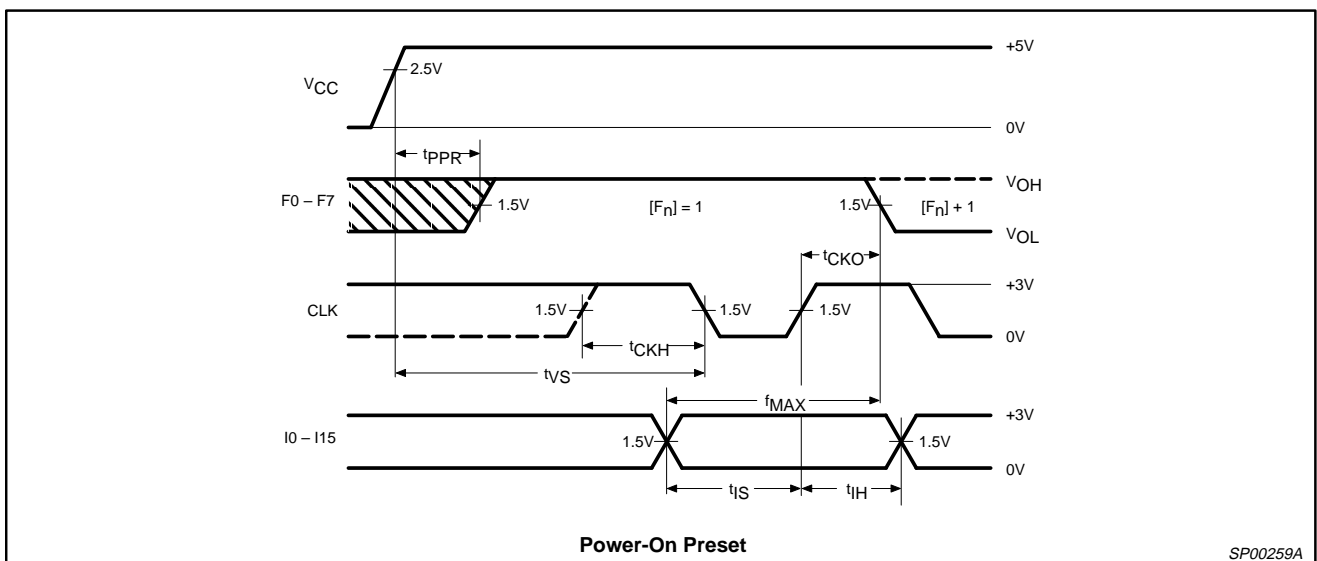 +5V
2.5V
VCC
0V
tPPR
VOH
F0 – F7
1.5V
[Fn] = 1
1.5V
[Fn] + 1
VOL
tCKO
+3V
CLK
1.5V
1.5V
1.5V
0V
tCKH
tVS
fMAX
+3V
I0 – I15
1.5V
1.5V
0V
tIS
tIH
Power-On Preset
SP00259A